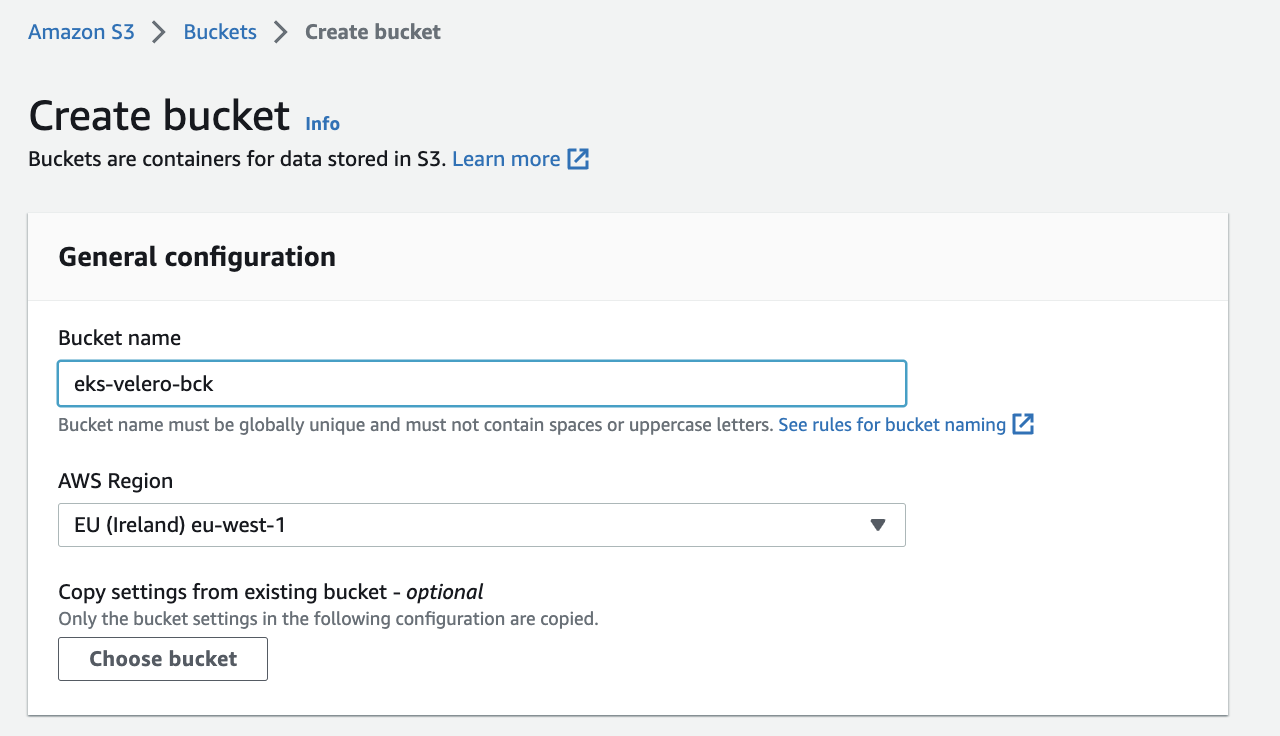 Amazon S3 > Buckets > Create bucket
Create bucket Info
Buckets are containers for data stored in S3. Learn more
General configuration
Bucket name
eks-velero-bck
Bucket name must be globally unique and must not contain spaces or uppercase letters. See rules for bucket naming
AWS Region
EU (Ireland) eu-west-1
Copy settings from existing bucket - optional
Only the bucket settings in the following configuration are copied.
Choose bucket